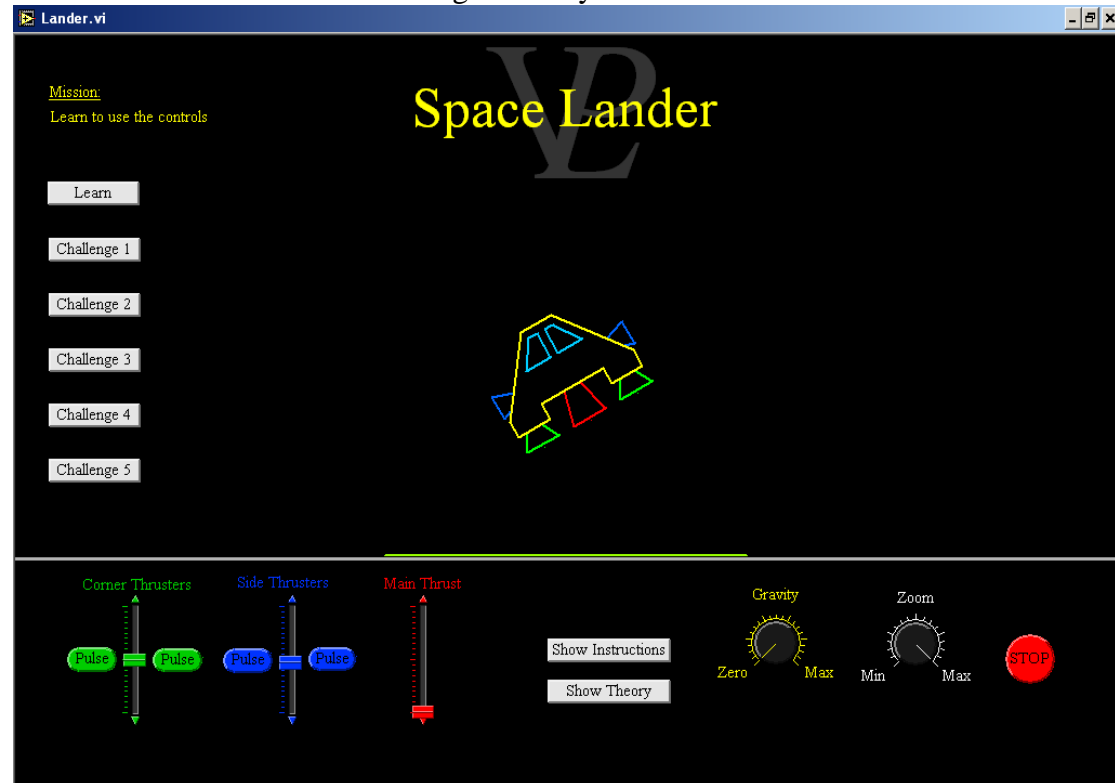 Lander.vi
VPL
Space Lander
Mission:
Learn to use the controls
Learn
Challenge 1
Challenge 2
Challenge 3
Challenge 4
Challenge 5
Corner Thrusters
Side Thrusters
Main Thrust
Pulse
Pulse
Pulse
Pulse
Show Instructions
Show Theory
Gravity
Zero
Max
Zoom
Min
Max
STOP